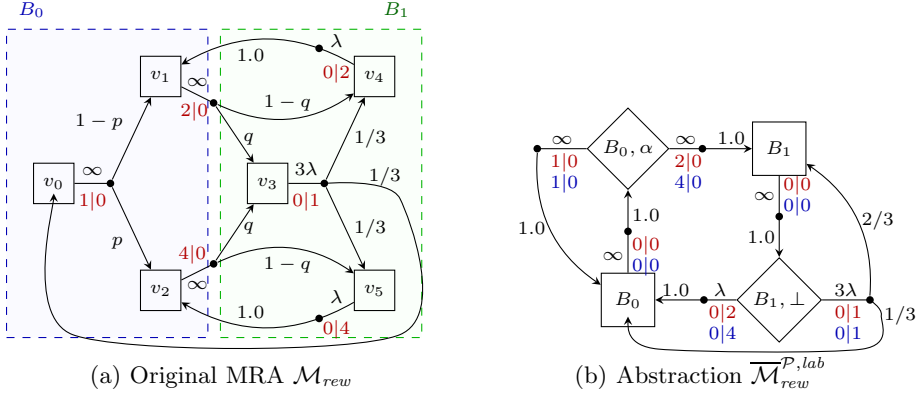 B₀ B₁
λ
1.0
v₁ v₄
∞ 0|2
2|0 1 − q
1 − p q 1/3
∞ 3λ 1/3
v₀ v₃
1|0 0|1
p q 1/3
4|0 1 − q
v₂ ∞ v₅
1.0 λ
0|4
(a) Original MRA ℳ_rew
∞ B₀, α ∞ 1.0 B₁
1|0 2|0 0|0
1|0 4|0 ∞ 0|0
1.0 1.0 1.0 2/3
∞ 0|0
0|0
B₀ 1.0 λ B₁, ⊥ 3λ
0|2 0|1 1/3
0|4 0|1
(b) Abstraction ℳ̅_rew^𝒫,lab